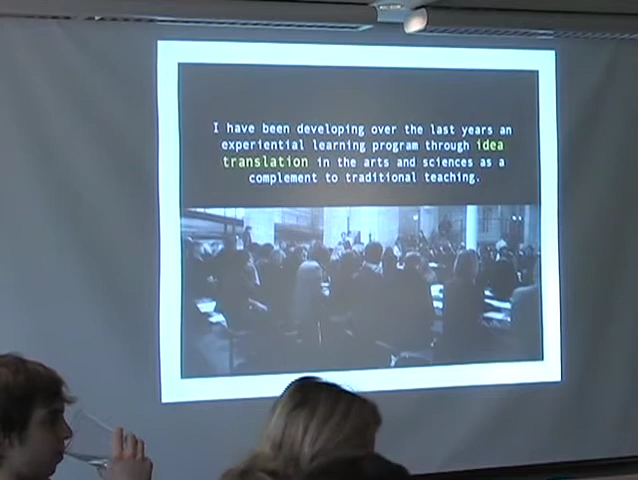 I have been developing over the last years an
experiential learning program through idea
translation in the arts and sciences as a
complement to traditional teaching.